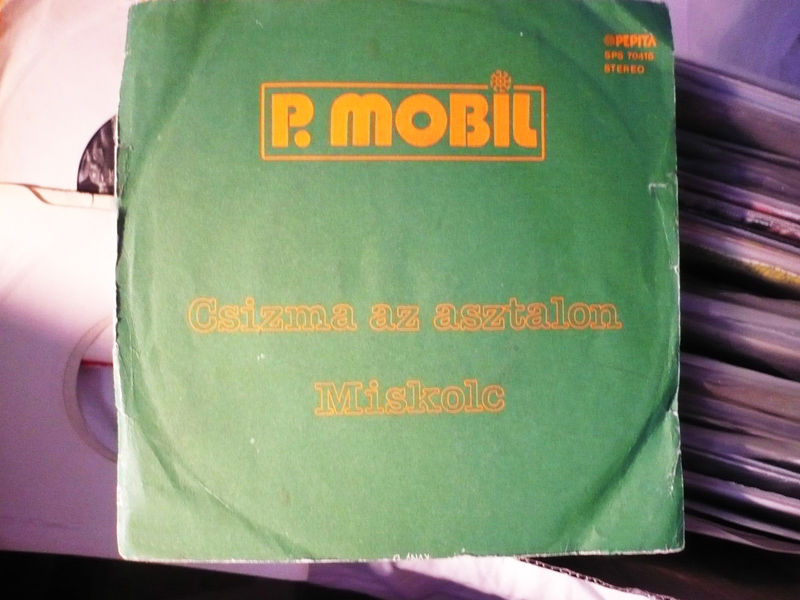 PEPITA
SPS 70416
STEREO
P. MOBIL
Csizma az asztalon
Miskolc